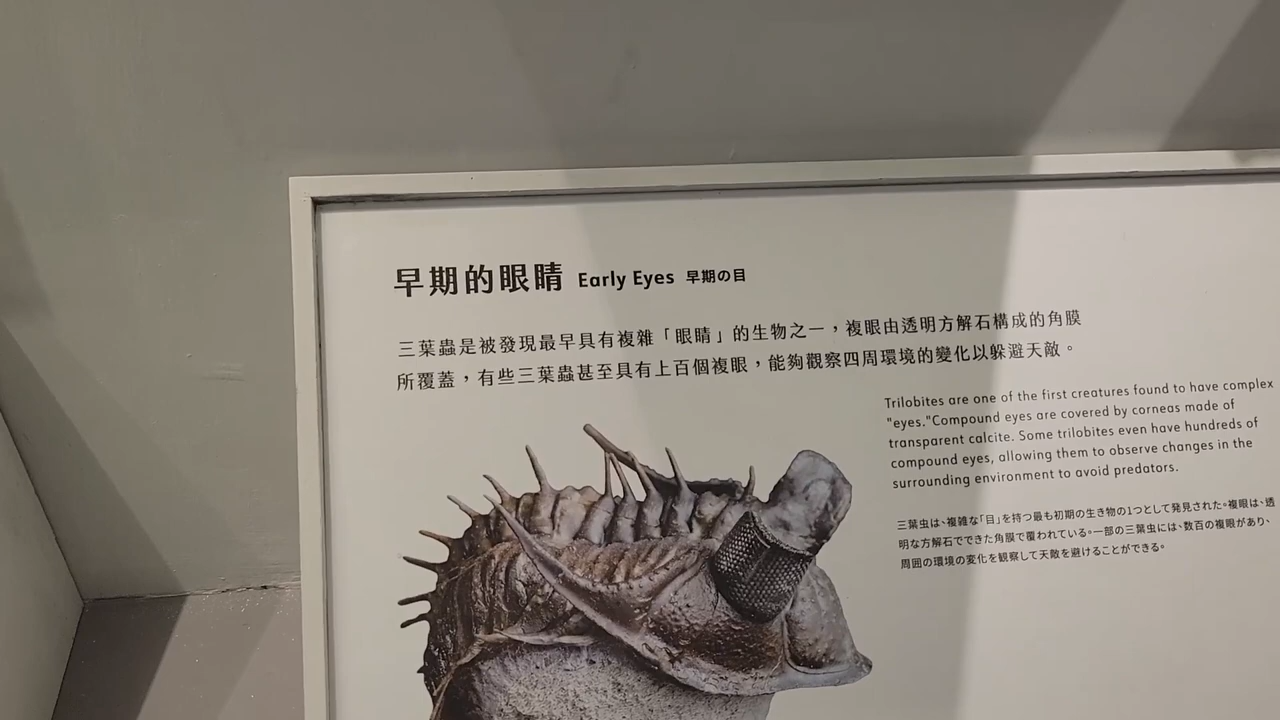 早期的眼睛 Early Eyes 早期の目
三葉蟲是被發現最早具有複雜「眼睛」的生物之一，複眼由透明方解石構成的角膜
所覆蓋，有些三葉蟲甚至具有上百個複眼，能夠觀察四周環境的變化以躲避天敵。
Trilobites are one of the first creatures found to have complex
"eyes."Compound eyes are covered by corneas made of
transparent calcite. Some trilobites even have hundreds of
compound eyes, allowing them to observe changes in the
surrounding environment to avoid predators.
三葉虫は、複雑な「目」を持つ最も初期の生き物の1つとして発見された。複眼は、透
明な方解石でできた角膜で覆われている。一部の三葉虫には、数百の複眼があり、
周囲の環境の変化を観察して天敵を避けることができる。